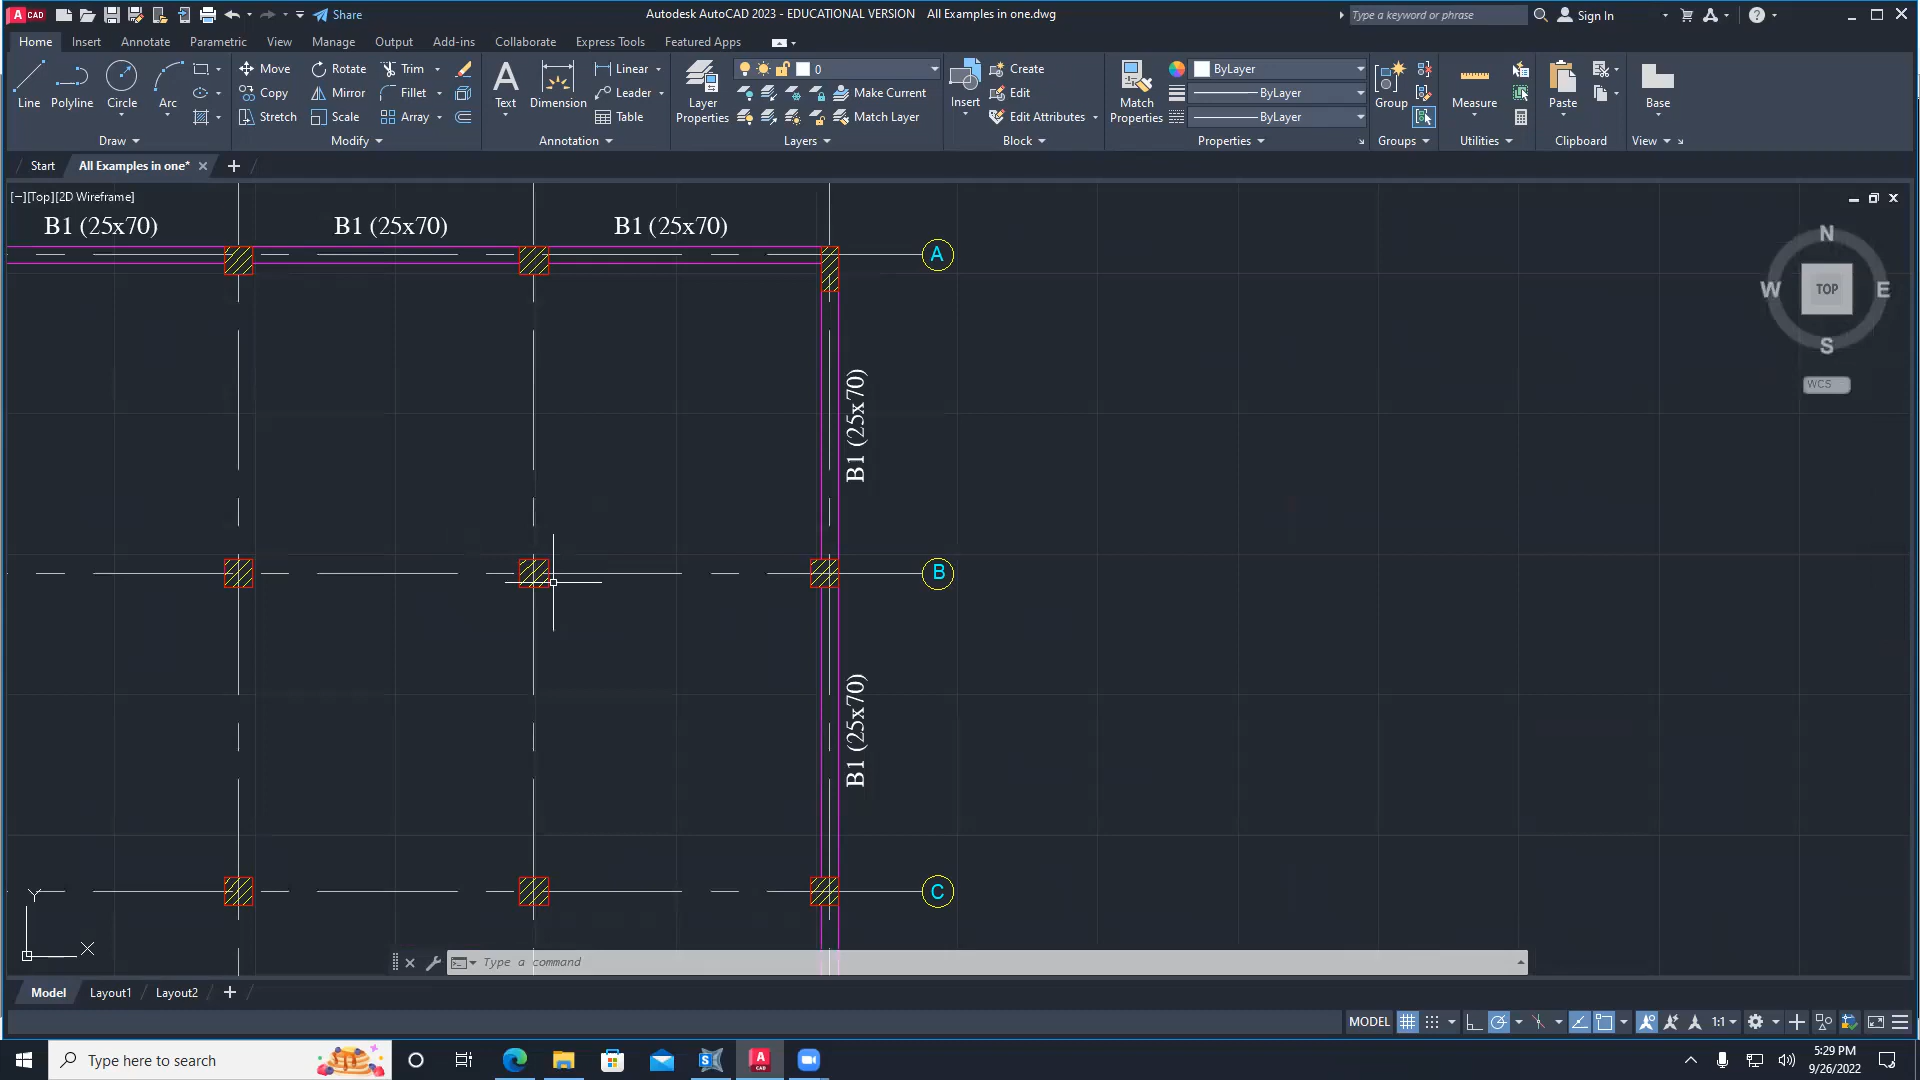 CAD Share Autodesk AutoCAD 2023 - EDUCATIONAL VERSION All Examples in one.dwg Type a keyword or phrase Sign In
Home Insert Annotate Parametric View Manage Output Add-ins Collaborate Express Tools Featured Apps
Line Polyline Circle Arc
Move Rotate Trim
Copy Mirror Fillet
Stretch Scale Array
Text Dimension
Linear
Leader
Table
Layer Properties
0
Make Current
Match Layer
Insert
Create
Edit
Edit Attributes
Match Properties
ByLayer
ByLayer
ByLayer
Group
Measure
Paste
Base
Draw Modify Annotation Layers Block Properties Groups Utilities Clipboard View
Start All Examples in one*
[−][Top][2D Wireframe]
B1 (25x70) B1 (25x70) B1 (25x70)
A
B1 (25x70)
B
B1 (25x70)
C
N
W TOP E
S
WCS
Y
X
Type a command
Model Layout1 Layout2
MODEL 1:1
Type here to search
S
A
CAD
5:29 PM
9/26/2022